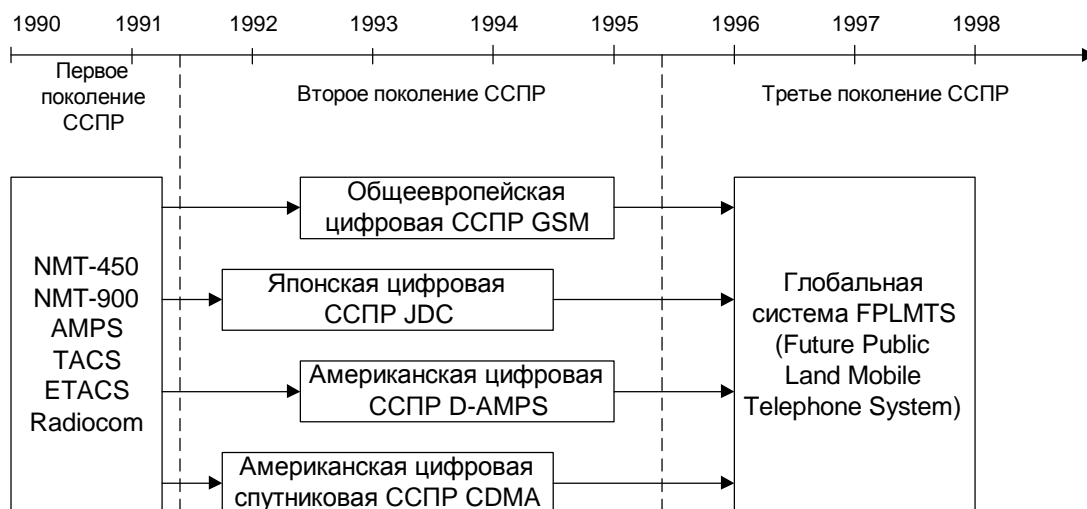 1990 1991 1992 1993 1994 1995 1996 1997 1998
Первое
поколение
ССПР
Второе поколение ССПР
Третье поколение ССПР
NMT-450
NMT-900
AMPS
TACS
ETACS
Radiocom
Общеевропейская
цифровая ССПР GSM
Японская цифровая
ССПР JDC
Американская цифровая
ССПР D-AMPS
Американская цифровая
спутниковая ССПР CDMA
Глобальная
система FPLMTS
(Future Public
Land Mobile
Telephone System)